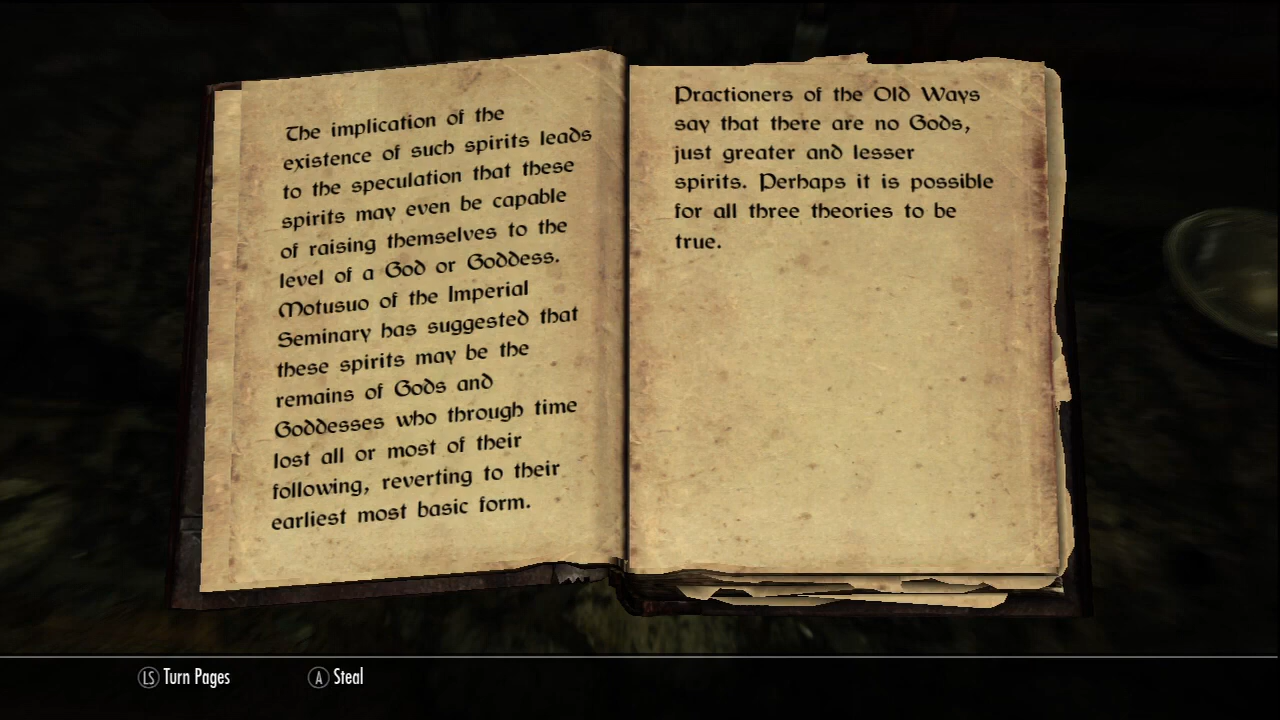 The implication of the
existence of such spirits leads
to the speculation that these
spirits may even be capable
of raising themselves to the
level of a God or Goddess.
Motusuo of the Imperial
Seminary has suggested that
these spirits may be the
remains of Gods and
Goddesses who through time
lost all or most of their
following, reverting to their
earliest most basic form.
Practioners of the Old Ways
say that there are no Gods,
just greater and lesser
spirits. Perhaps it is possible
for all three theories to be
true.
LS Turn Pages
A Steal